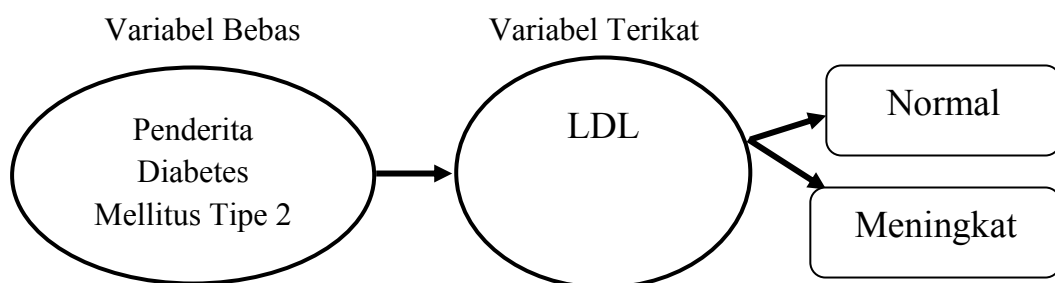 Variabel Bebas
Variabel Terikat
Penderita
Diabetes
Mellitus Tipe 2
LDL
Normal
Meningkat